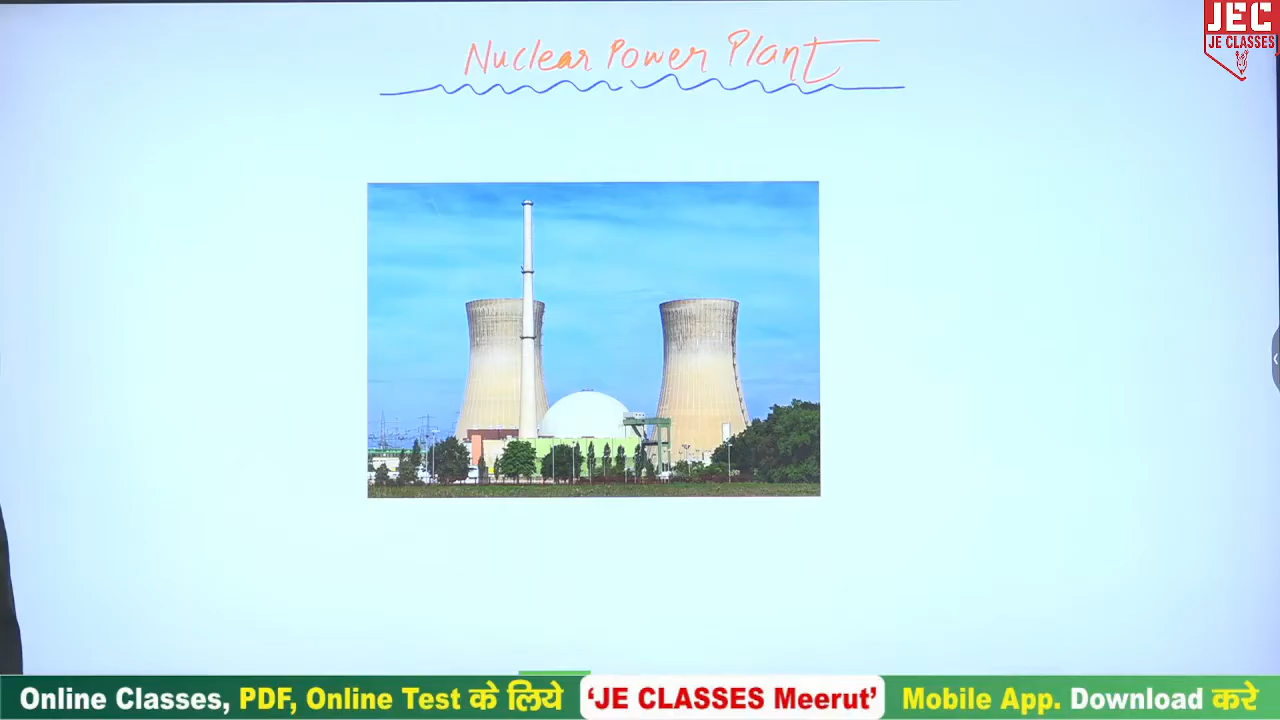 Nuclear Power Plant
JEC
JE CLASSES
Online Classes, PDF, Online Test के लिये 'JE CLASSES Meerut' Mobile App. Download करे